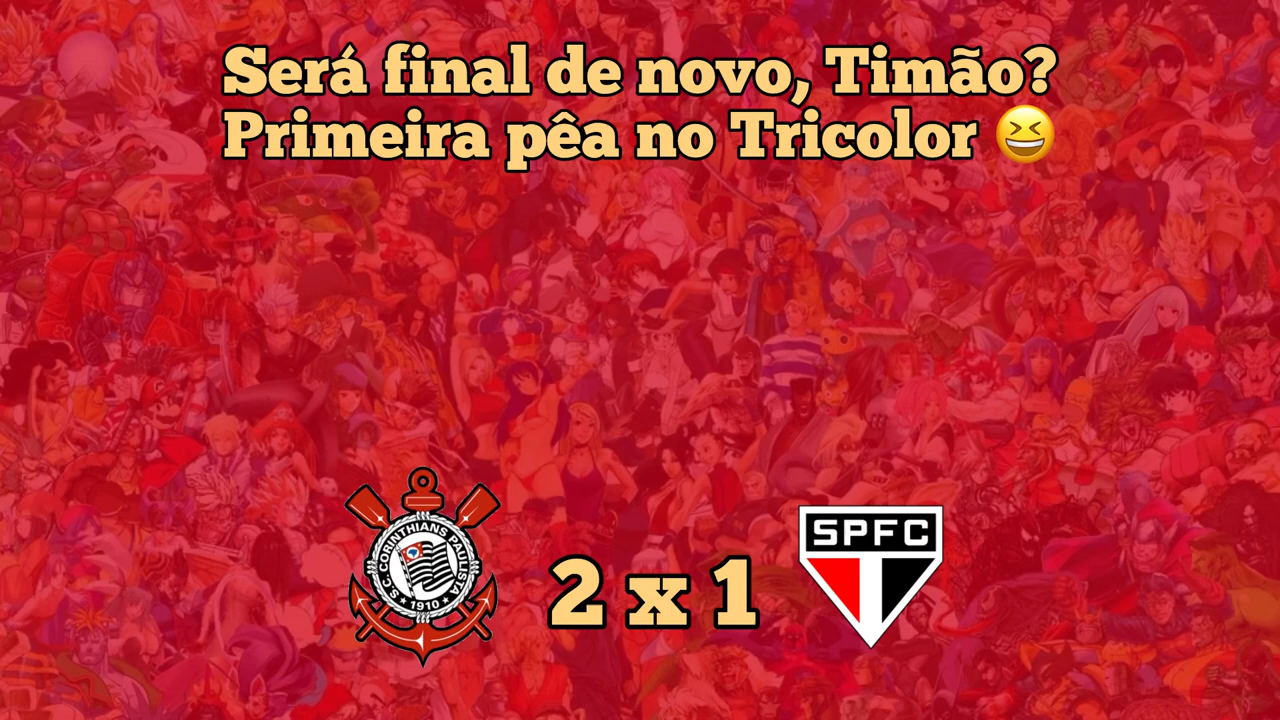 Será final de novo, Timão?
Primeira pêa no Tricolor 😆
S.C. CORINTHIANS PAULISTA
1910
2 x 1
SPFC